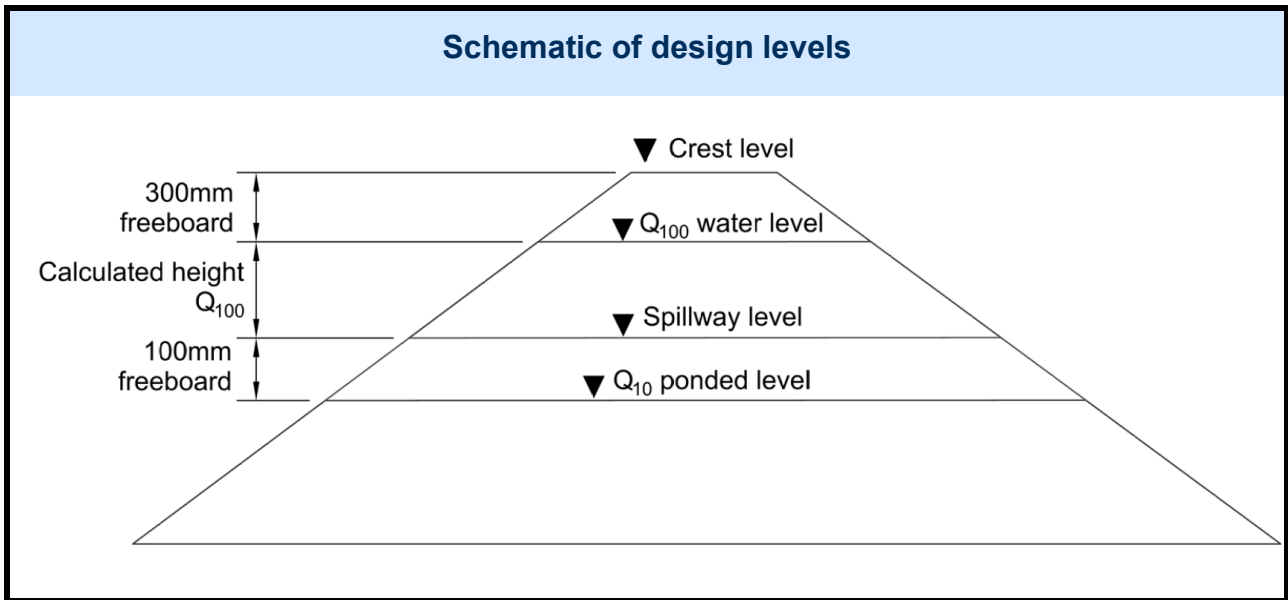 Schematic of design levels
Crest level
300mm
freeboard
Q100 water level
Calculated height
Q100
Spillway level
100mm
freeboard
Q10 ponded level